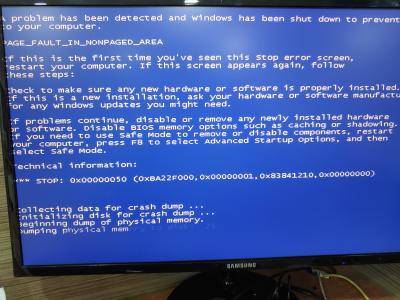 A problem has been detected and windows has been shut down to prevent
to your computer.
PAGE_FAULT_IN_NONPAGED_AREA
If this is the first time you've seen this Stop error screen,
restart your computer. If this screen appears again, follow
these steps:
Check to make sure any new hardware or software is properly installed.
If this is a new installation, ask your hardware or software manufactu
for any windows updates you might need.
If problems continue, disable or remove any newly installed hardware
or software. Disable BIOS memory options such as caching or shadowing.
If you need to use Safe Mode to remove or disable components, restart
your computer, press F8 to select Advanced Startup Options, and then
select Safe Mode.
Technical information:
*** STOP: 0x00000050 (0xBA22F000,0x00000001,0x83841210,0x00000000)
Collecting data for crash dump ...
Initializing disk for crash dump ...
Beginning dump of physical memory.
Dumping physical mem
SAMSUNG